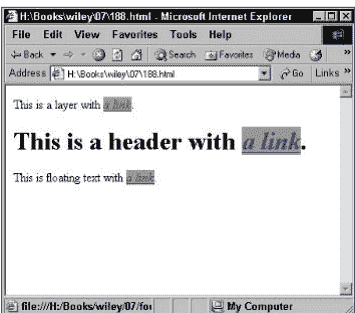 H:\Books\wiley\07\188.html - Microsoft Internet Explorer
File Edit View Favorites Tools Help
Back Search Favorites Media
Address H:\Books\wiley\07\188.html Go Links
This is a layer with a link.
This is a header with a link.
This is floating text with a link.
file:///H:/Books/wiley/07/for My Computer